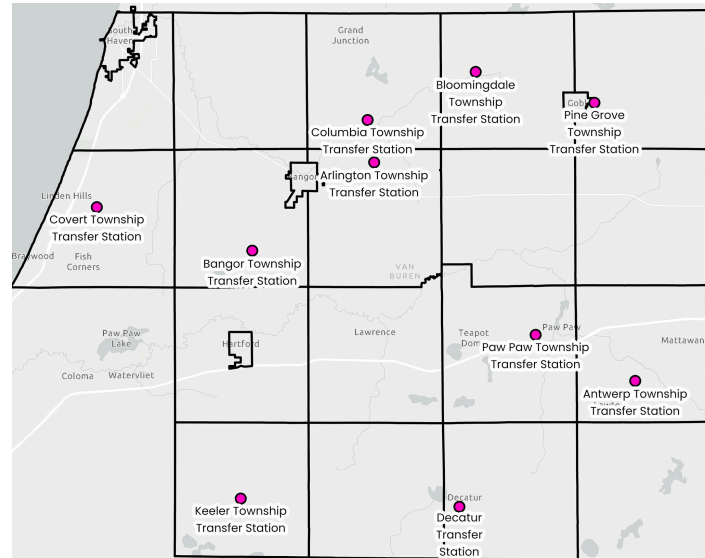 South
Haven
Grand
Junction
Bloomingdale
Township
Transfer Station
Gobl
Pine Grove
Township
Transfer Station
Columbia Township
Transfer Station
Arlington Township
Transfer Station
Bangor
Linden Hills
Covert Township
Transfer Station
Fish
Corners
Bangor Township
Transfer Station
VAN
BUREN
Paw Paw
Lake
Hartford
Lawrence
Teapot
Dom
Paw Paw
Paw Paw Township
Transfer Station
Mattawan
Coloma
Watervliet
Antwerp Township
Transfer Station
Keeler Township
Transfer Station
Decatur
Decatur
Transfer
Station